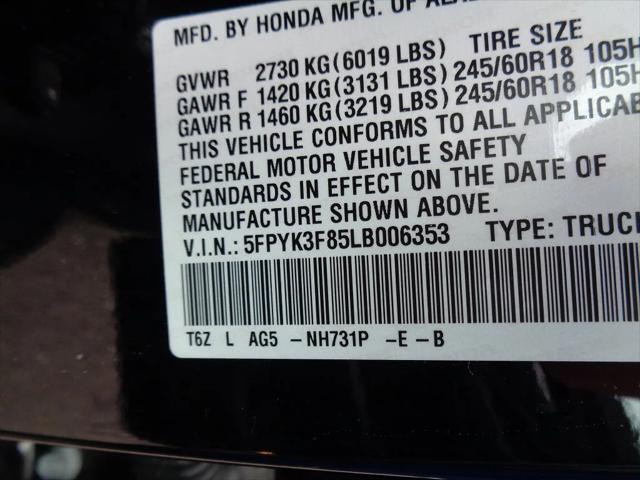 MFD. BY HONDA MFG. OF
GVWR 2730 KG (6019 LBS) TIRE SIZE
GAWR F 1420 KG (3131 LBS) 245/60R18 105H
GAWR R 1460 KG (3219 LBS) 245/60R18 105H
THIS VEHICLE CONFORMS TO ALL
FEDERAL MOTOR VEHICLE SAFETY
STANDARDS IN EFFECT ON THE DATE OF
MANUFACTURE SHOWN ABOVE.
V.I.N.: 5FPYK3F85LB006353 TYPE: TRUC
T6Z L AG5 -NH731P -E -B